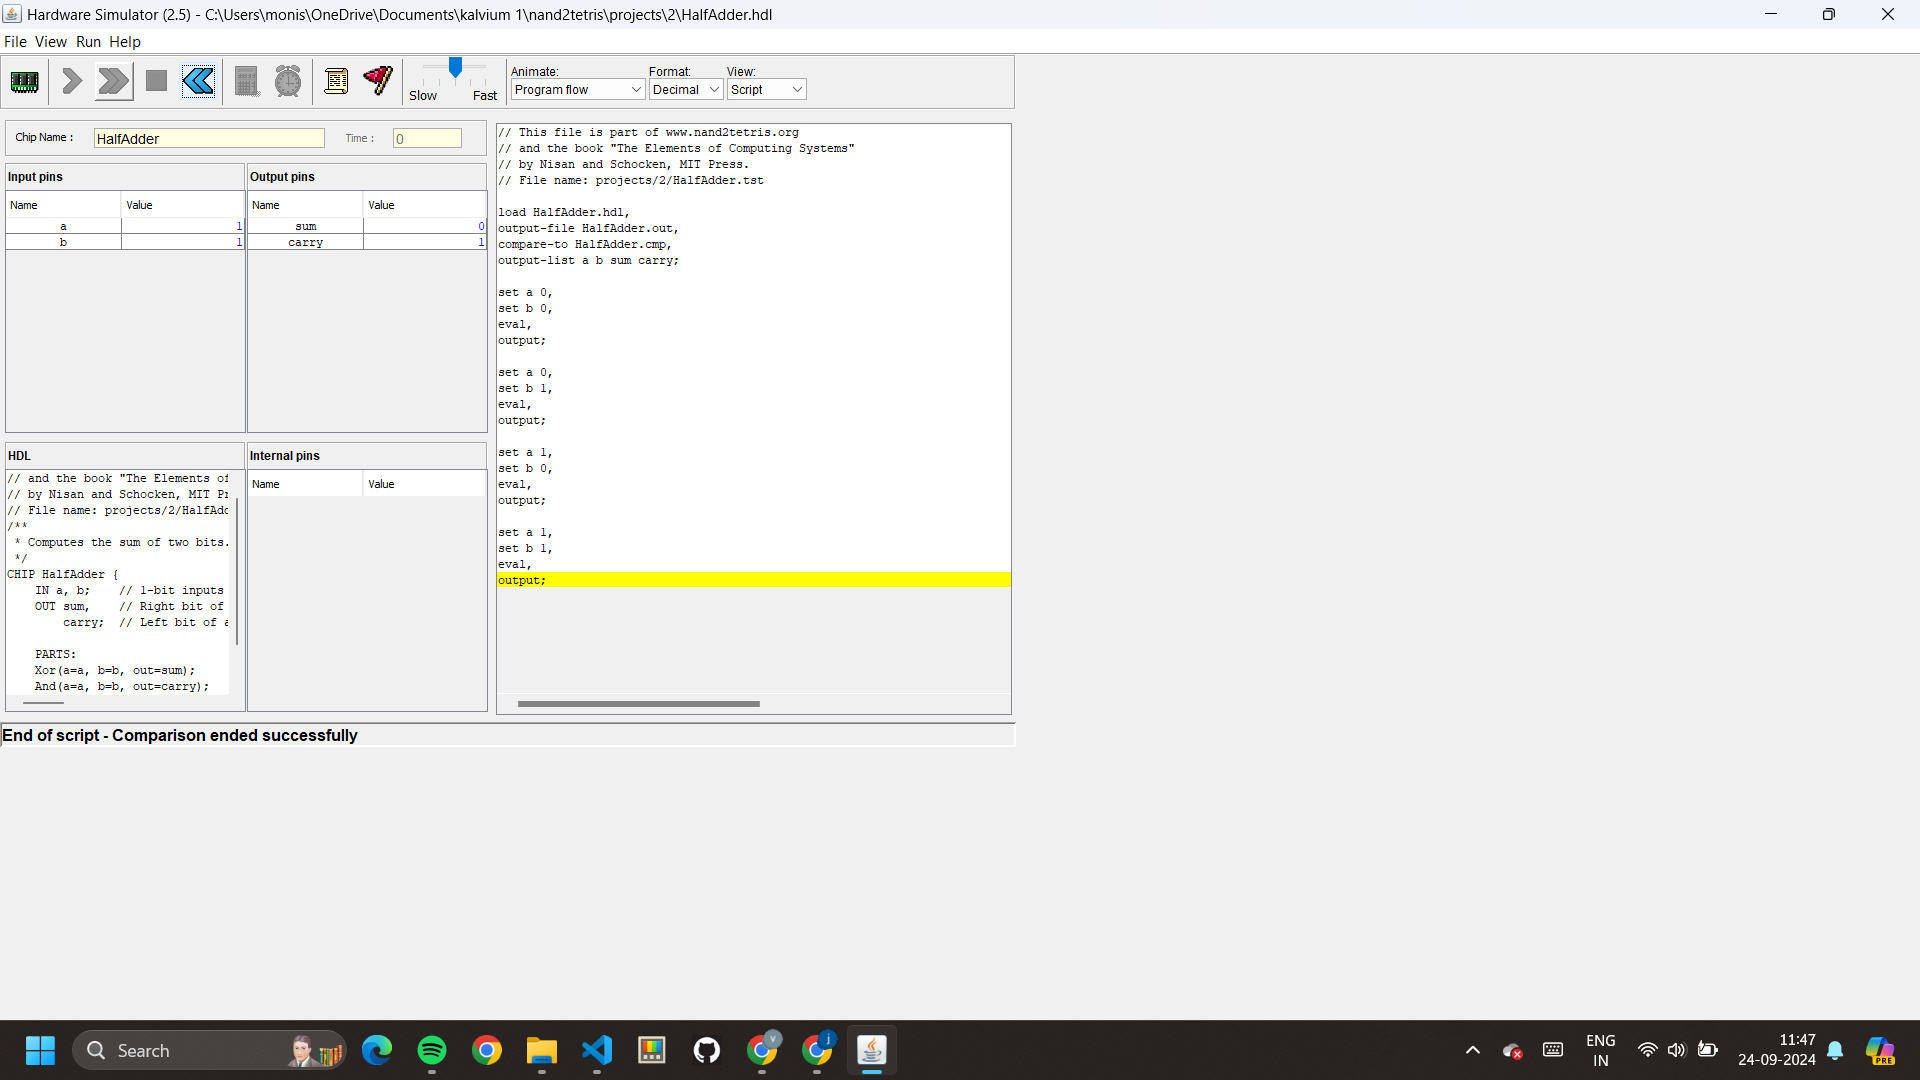 Hardware Simulator (2.5) - C:\Users\monis\OneDrive\Documents\kalvium 1\nand2tetris\projects\2\HalfAdder.hdl
File View Run Help
Slow Fast
Animate: Format: View:
Program flow Decimal Script
Chip Name : HalfAdder Time : 0
Input pins
Name Value
a 1
b 1
Output pins
Name Value
sum 0
carry 1
HDL
// and the book "The Elements of
// by Nisan and Schocken, MIT Pr
// File name: projects/2/HalfAdd
/**
* Computes the sum of two bits.
*/
CHIP HalfAdder {
IN a, b; // 1-bit inputs
OUT sum, // Right bit of
carry; // Left bit of a
PARTS:
Xor(a=a, b=b, out=sum);
And(a=a, b=b, out=carry);
Internal pins
Name Value
// This file is part of www.nand2tetris.org
// and the book "The Elements of Computing Systems"
// by Nisan and Schocken, MIT Press.
// File name: projects/2/HalfAdder.tst
load HalfAdder.hdl,
output-file HalfAdder.out,
compare-to HalfAdder.cmp,
output-list a b sum carry;
set a 0,
set b 0,
eval,
output;
set a 0,
set b 1,
eval,
output;
set a 1,
set b 0,
eval,
output;
set a 1,
set b 1,
eval,
output;
End of script - Comparison ended successfully
Search
v
j
ENG
IN
11:47
24-09-2024
PRE